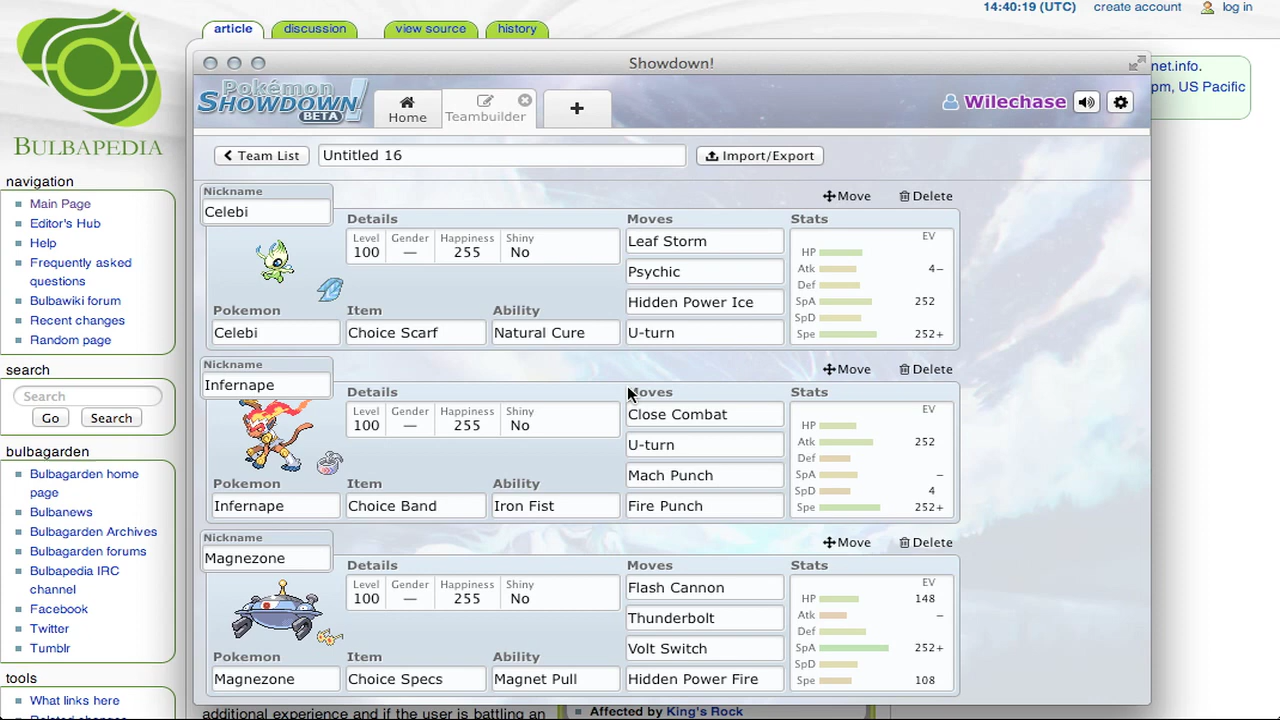 14:40:19 (UTC) create account log in
article discussion view source history
BULBAPEDIA
navigation
Main Page
Editor's Hub
Help
Frequently asked
questions
Bulbawiki forum
Recent changes
Random page
search
Search
Go Search
bulbagarden
Bulbagarden home
page
Bulbanews
Bulbagarden Archives
Bulbagarden forums
Bulbapedia IRC
channel
Facebook
Twitter
Tumblr
tools
What links here
net.info.
pm, US Pacific
Showdown!
Pokémon
SHOWDOWN!
BETA
Home
Teambuilder
Wilechase
Team List Untitled 16 Import/Export
Nickname
Celebi
Move Delete
Details Moves Stats
Level Gender Happiness Shiny
100 — 255 No
Leaf Storm
Psychic
Hidden Power Ice
U-turn
EV
HP
Atk 4−
Def
SpA 252
SpD
Spe 252+
Pokemon Item Ability
Celebi Choice Scarf Natural Cure
Nickname
Infernape
Move Delete
Details Moves Stats
Level Gender Happiness Shiny
100 — 255 No
Close Combat
U-turn
Mach Punch
Fire Punch
EV
HP
Atk 252
Def
SpA −
SpD 4
Spe 252+
Pokemon Item Ability
Infernape Choice Band Iron Fist
Nickname
Magnezone
Move Delete
Details Moves Stats
Level Gender Happiness Shiny
100 — 255 No
Flash Cannon
Thunderbolt
Volt Switch
Hidden Power Fire
EV
HP 148
Atk −
Def
SpA 252+
SpD
Spe 108
Pokemon Item Ability
Magnezone Choice Specs Magnet Pull
additional experience and if the user is battling an
Affected by King's Rock